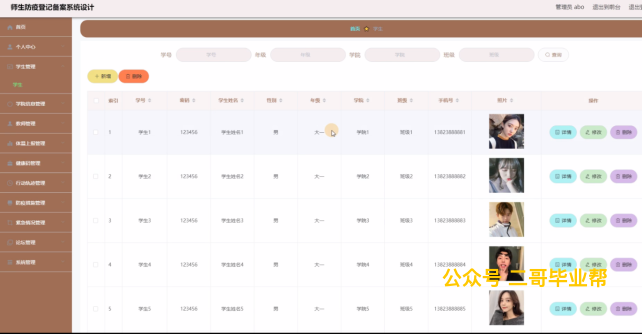 师生防疫登记备案系统设计
管理员 abo 退出到前台 退出
首页
个人中心
学生管理
学生
学院信息管理
教师管理
体温上报管理
健康码管理
行动轨迹管理
防疫政策管理
紧急情况管理
论坛管理
系统管理
首页 学生
学号 学号 年级 年级 学院 学院 班级 班级 查询
新增 删除
索引 学号 密码 学生姓名 性别 年级 学院 班级 手机号 照片 操作
1 学生1 123456 学生姓名1 男 大一 学院1 班级1 13823888881 详情 修改 删除
2 学生2 123456 学生姓名2 男 大一 学院2 班级2 13823888882 详情 修改 删除
3 学生3 123456 学生姓名3 男 大一 学院3 班级3 13823888883 详情 修改 删除
4 学生4 123456 学生姓名4 男 大一 学院4 班级4 13823888884 详情 修改 删除
5 学生5 123456 学生姓名5 男 大一 学院5 班级5 13823888885 详情 修改 删除
公众号 二哥毕业帮